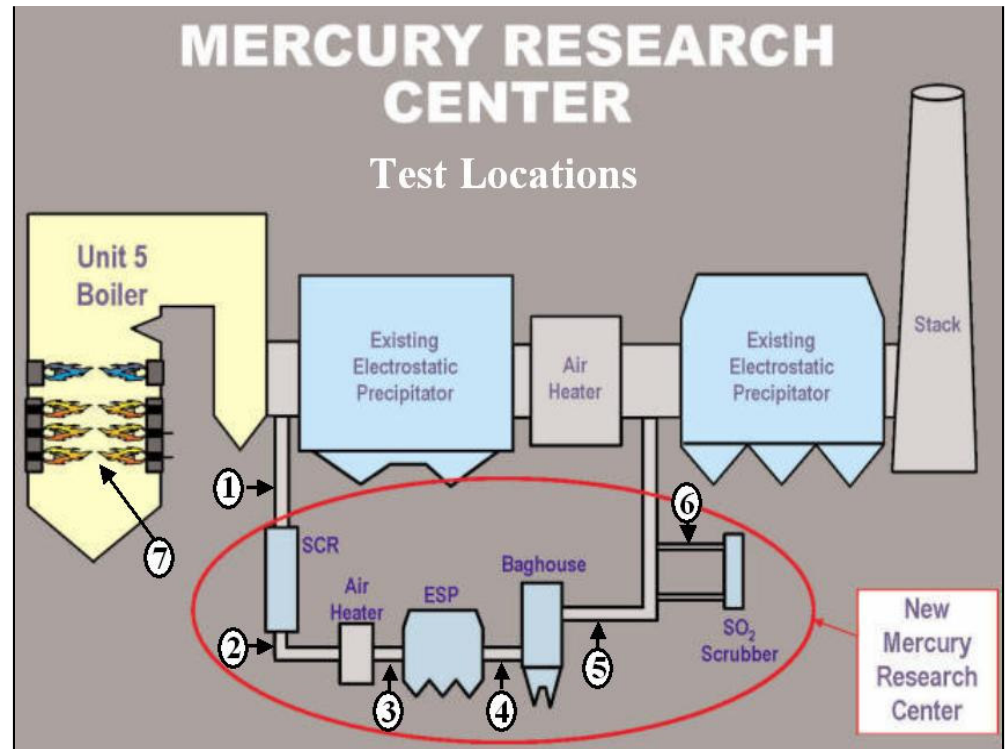 MERCURY RESEARCH
CENTER
Test Locations
Unit 5
Boiler
Existing
Electrostatic
Precipitator
Air
Heater
Existing
Electrostatic
Precipitator
Stack
1
7
SCR
6
Baghouse
Air
Heater
ESP
2
3
4
5
SO₂
Scrubber
New
Mercury
Research
Center